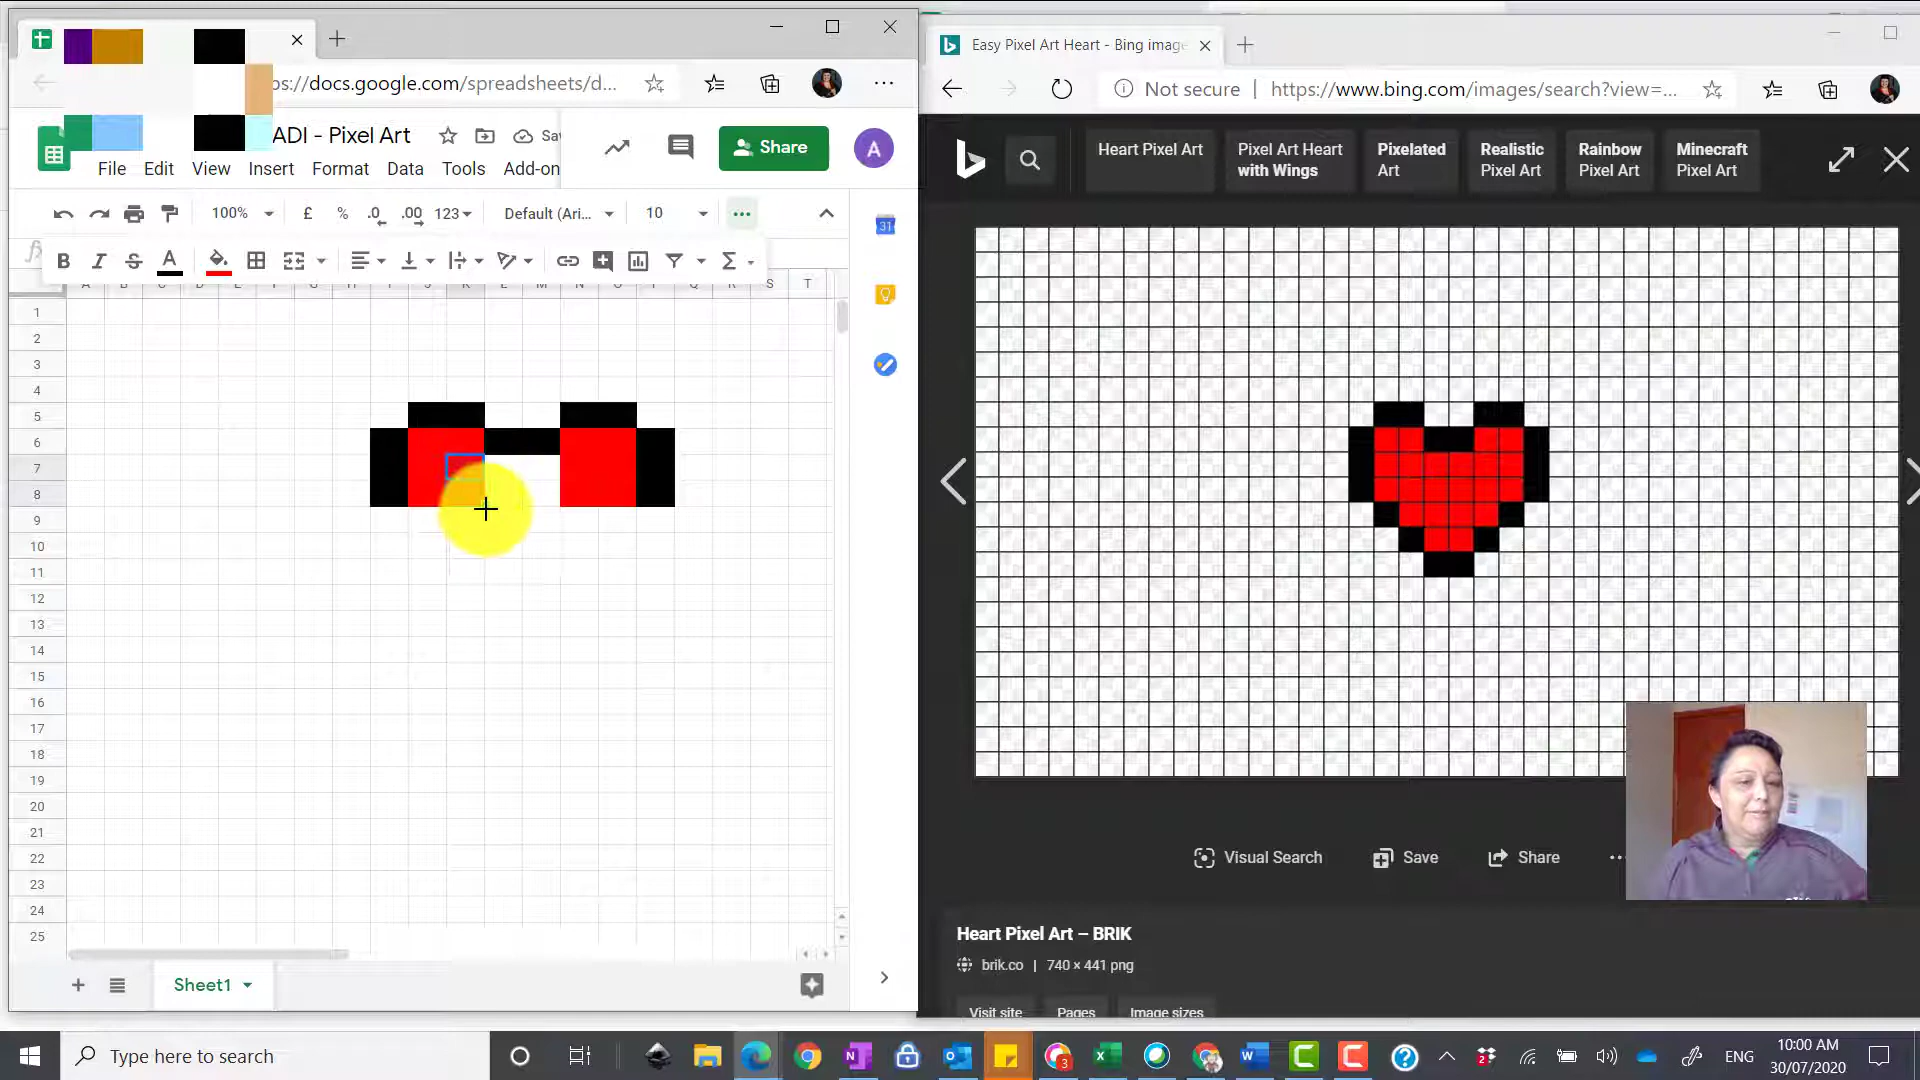 ps://docs.google.com/spreadsheets/d...
ADI - Pixel Art
Sav
Share
A
File Edit View Insert Format Data Tools Add-on
100% £ % .0 .00 123 Default (Ari... 10
B I S A
31
A B C D E F G H I J K L M N O P Q R S T
1
2
3
4
5
6
7
8
9
10
11
12
13
14
15
16
17
18
19
20
21
22
23
24
25
Sheet1
Easy Pixel Art Heart - Bing image
Not secure | https://www.bing.com/images/search?view=...
Heart Pixel Art
Pixel Art Heart
with Wings
Pixelated
Art
Realistic
Pixel Art
Rainbow
Pixel Art
Minecraft
Pixel Art
Visual Search
Save
Share
Heart Pixel Art – BRIK
brik.co | 740 × 441 png
Visit site
Pages
Image sizes
Type here to search
3
2
ENG
10:00 AM
30/07/2020